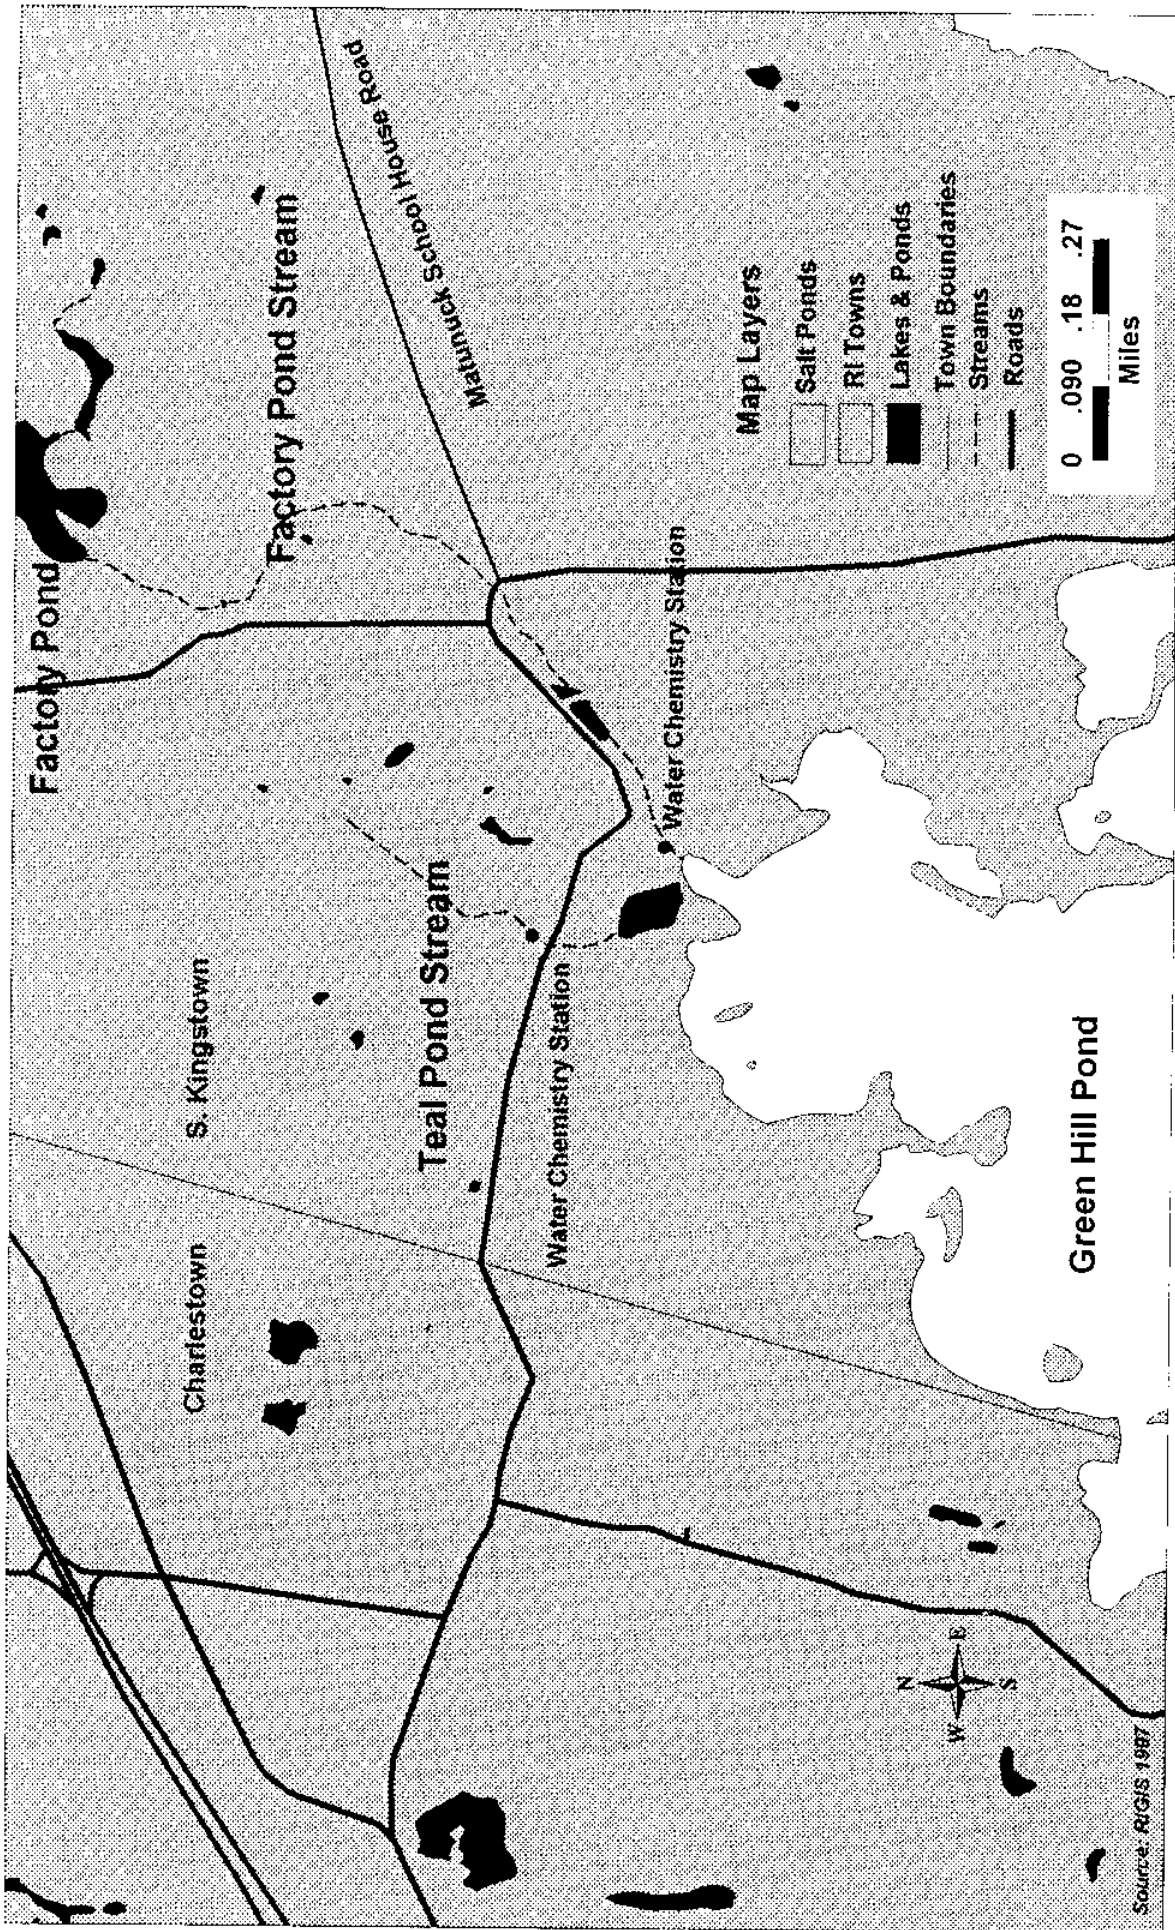 Factory Pond
Factory Pond Stream
Matunuck School House Road
S. Kingstown
Charlestown
Teal Pond Stream
Water Chemistry Station
Water Chemistry Station
Green Hill Pond
Map Layers
Salt Ponds
RI Towns
Lakes & Ponds
Town Boundaries
Streams
Roads
0 .090 .18 .27
Miles
N
W E
S
Source: RIGIS 1997